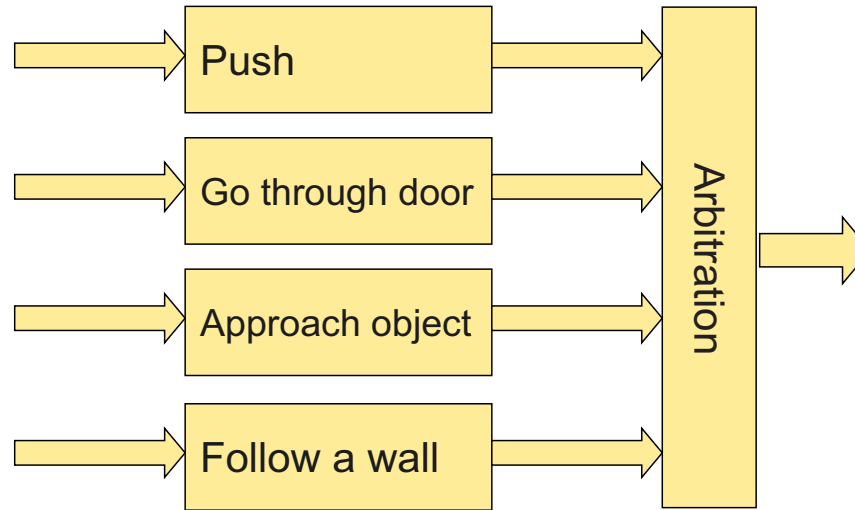 Push
Go through door
Approach object
Follow a wall
Arbitration